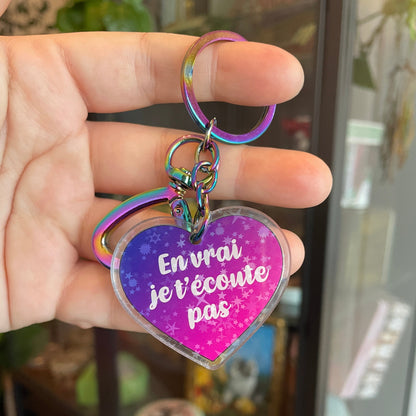 En vrai
je t'écoute
pas